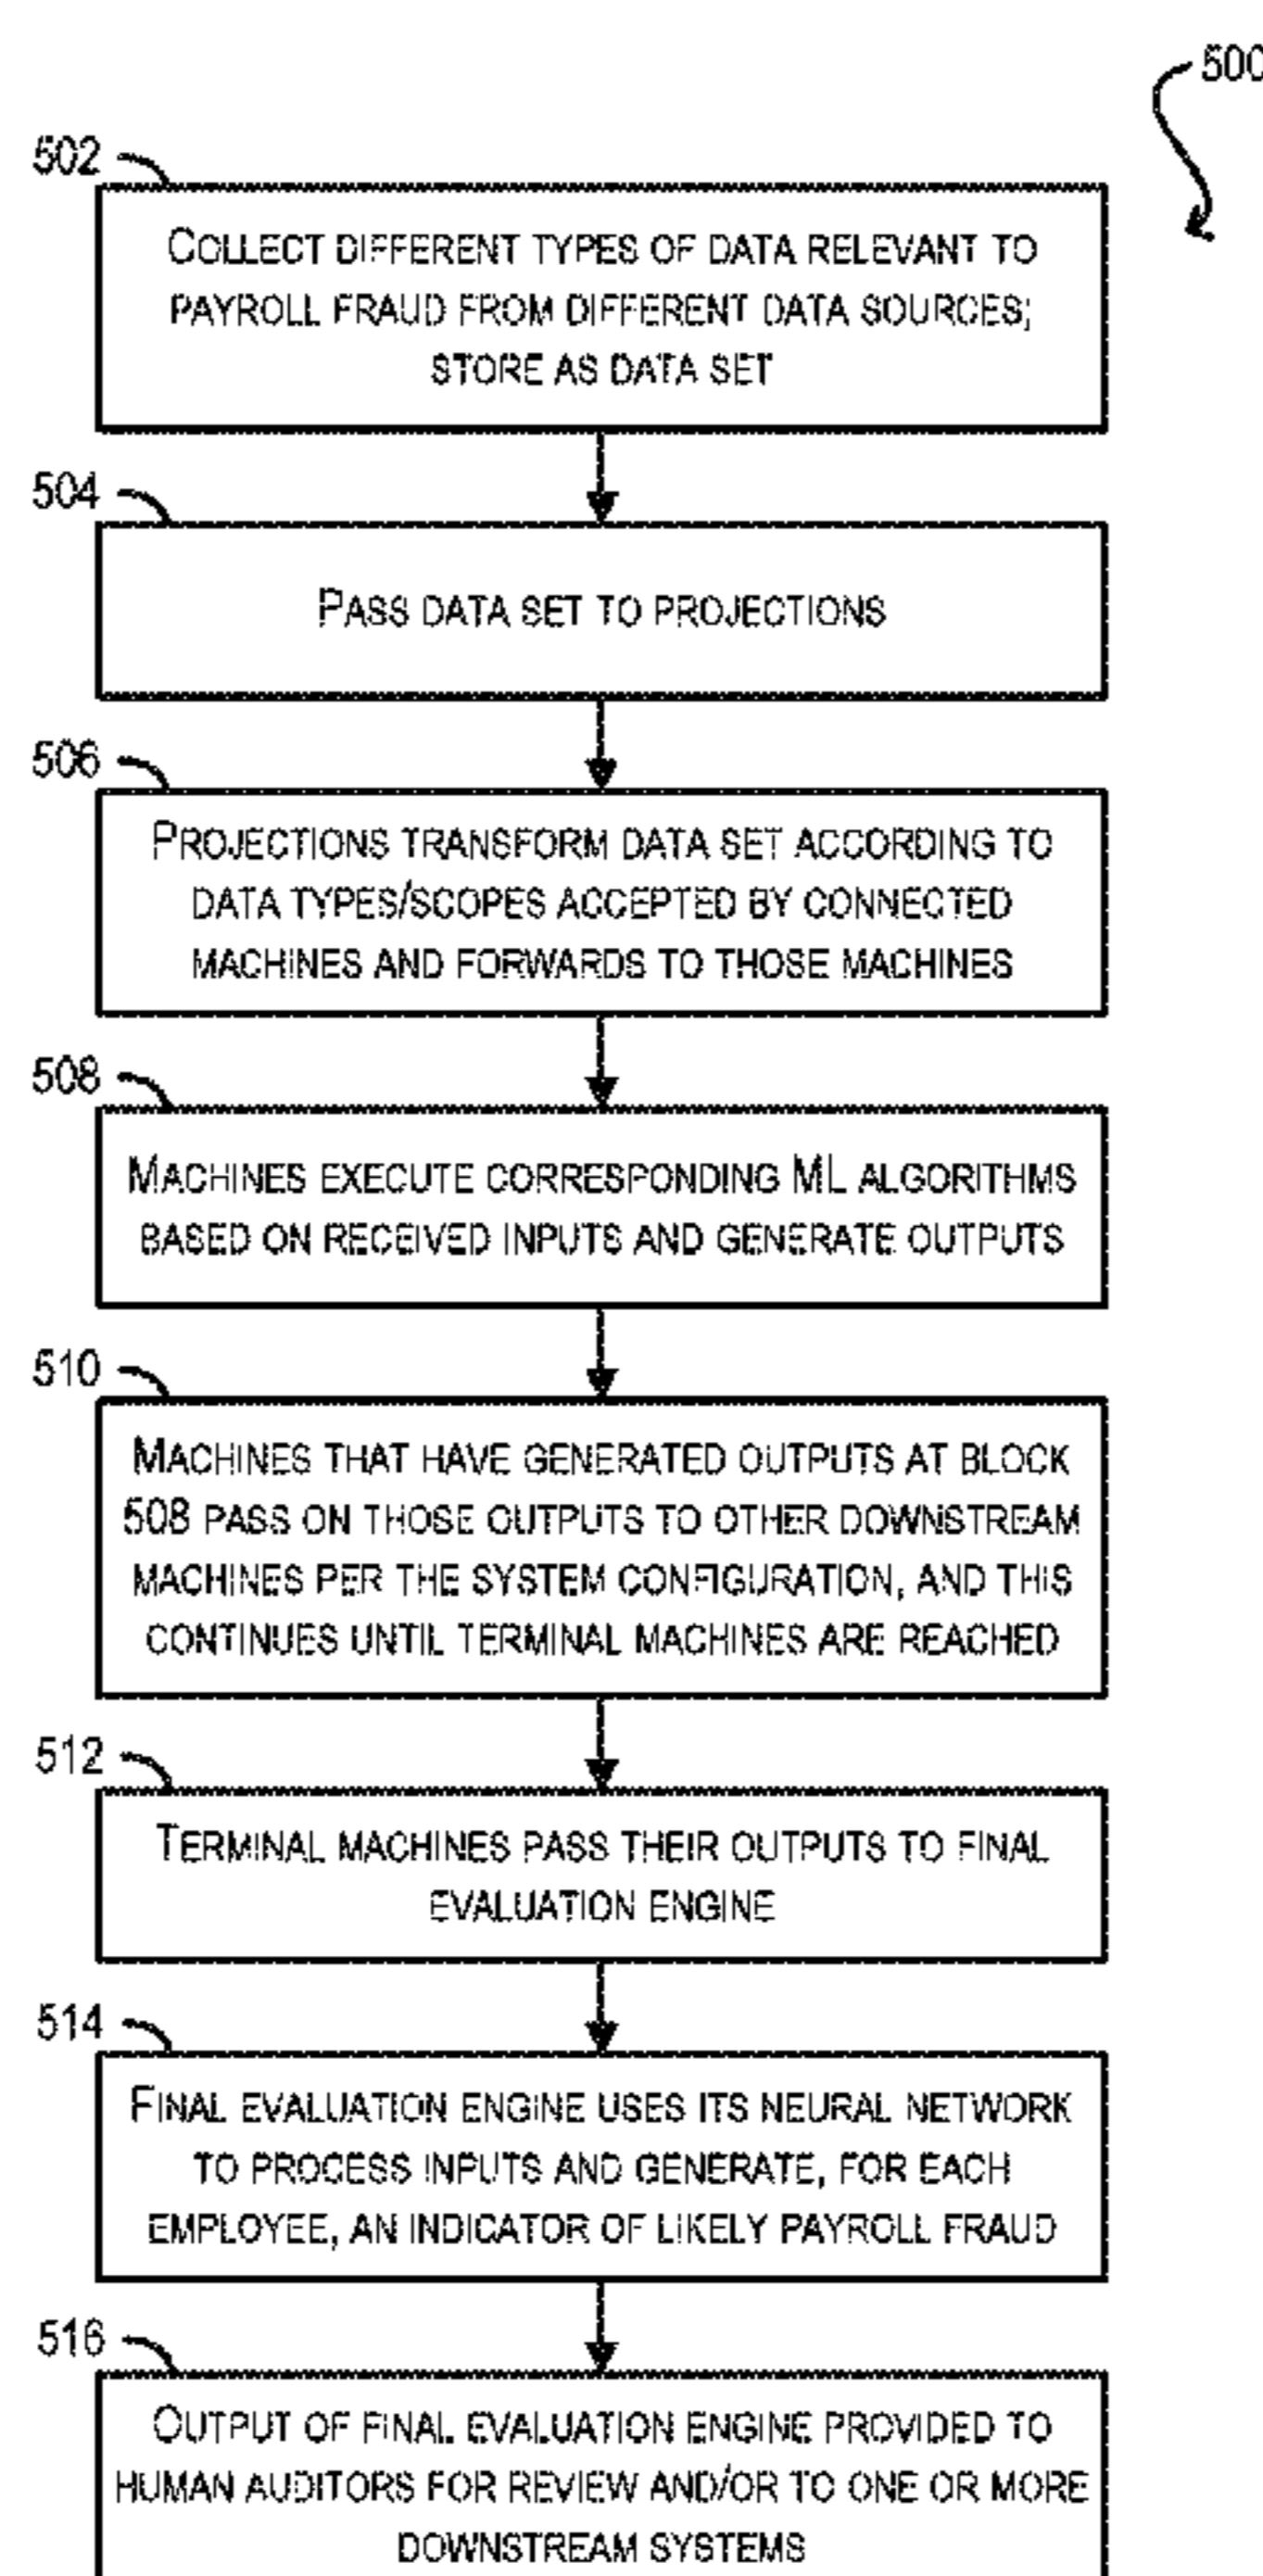 500
502
COLLECT DIFFERENT TYPES OF DATA RELEVANT TO
PAYROLL FRAUD FROM DIFFERENT DATA SOURCES;
STORE AS DATA SET
504
PASS DATA SET TO PROJECTIONS
506
PROJECTIONS TRANSFORM DATA SET ACCORDING TO
DATA TYPES/SCOPES ACCEPTED BY CONNECTED
MACHINES AND FORWARDS TO THOSE MACHINES
508
MACHINES EXECUTE CORRESPONDING ML ALGORITHMS
BASED ON RECEIVED INPUTS AND GENERATE OUTPUTS
510
MACHINES THAT HAVE GENERATED OUTPUTS AT BLOCK
508 PASS ON THOSE OUTPUTS TO OTHER DOWNSTREAM
MACHINES PER THE SYSTEM CONFIGURATION, AND THIS
CONTINUES UNTIL TERMINAL MACHINES ARE REACHED
512
TERMINAL MACHINES PASS THEIR OUTPUTS TO FINAL
EVALUATION ENGINE
514
FINAL EVALUATION ENGINE USES ITS NEURAL NETWORK
TO PROCESS INPUTS AND GENERATE, FOR EACH
EMPLOYEE, AN INDICATOR OF LIKELY PAYROLL FRAUD
516
OUTPUT OF FINAL EVALUATION ENGINE PROVIDED TO
HUMAN AUDITORS FOR REVIEW AND/OR TO ONE OR MORE
DOWNSTREAM SYSTEMS